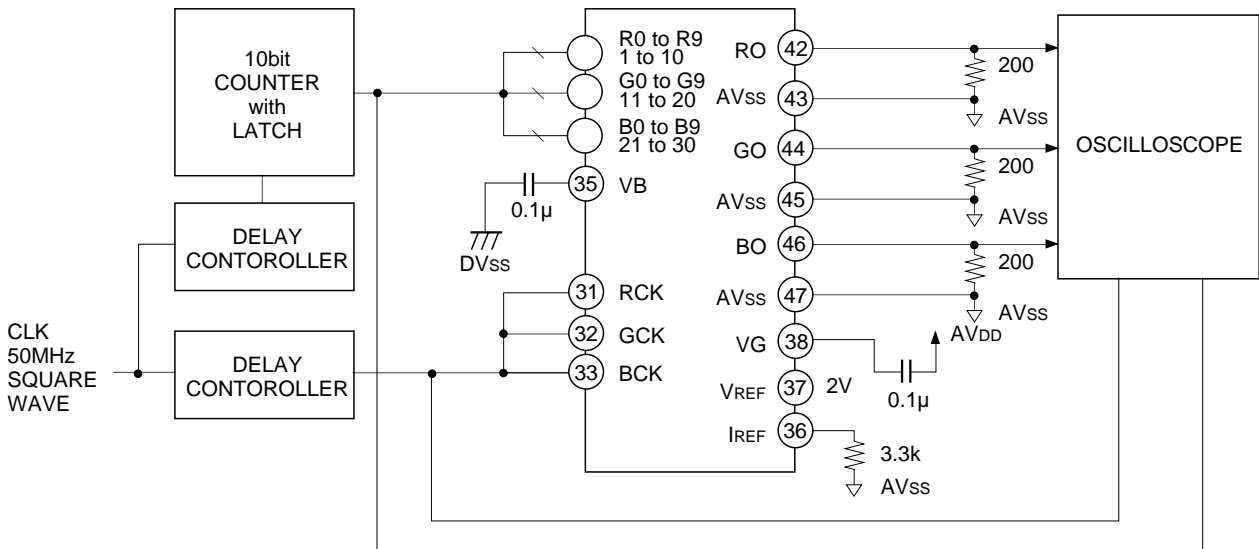 10bit
COUNTER
with
LATCH
DELAY
CONTOROLLER
CLK
50MHz
SQUARE
WAVE
DELAY
CONTOROLLER
R0 to R9
1 to 10
G0 to G9
11 to 20
B0 to B9
21 to 30
35 VB
0.1µ
DVSS
31 RCK
32 GCK
33 BCK
RO 42
AVSS 43
GO 44
AVSS 45
BO 46
AVSS 47
VG 38
VREF 37 2V
IREF 36
200
AVSS
200
AVSS
200
AVSS
AVDD
0.1µ
3.3k
AVSS
OSCILLOSCOPE